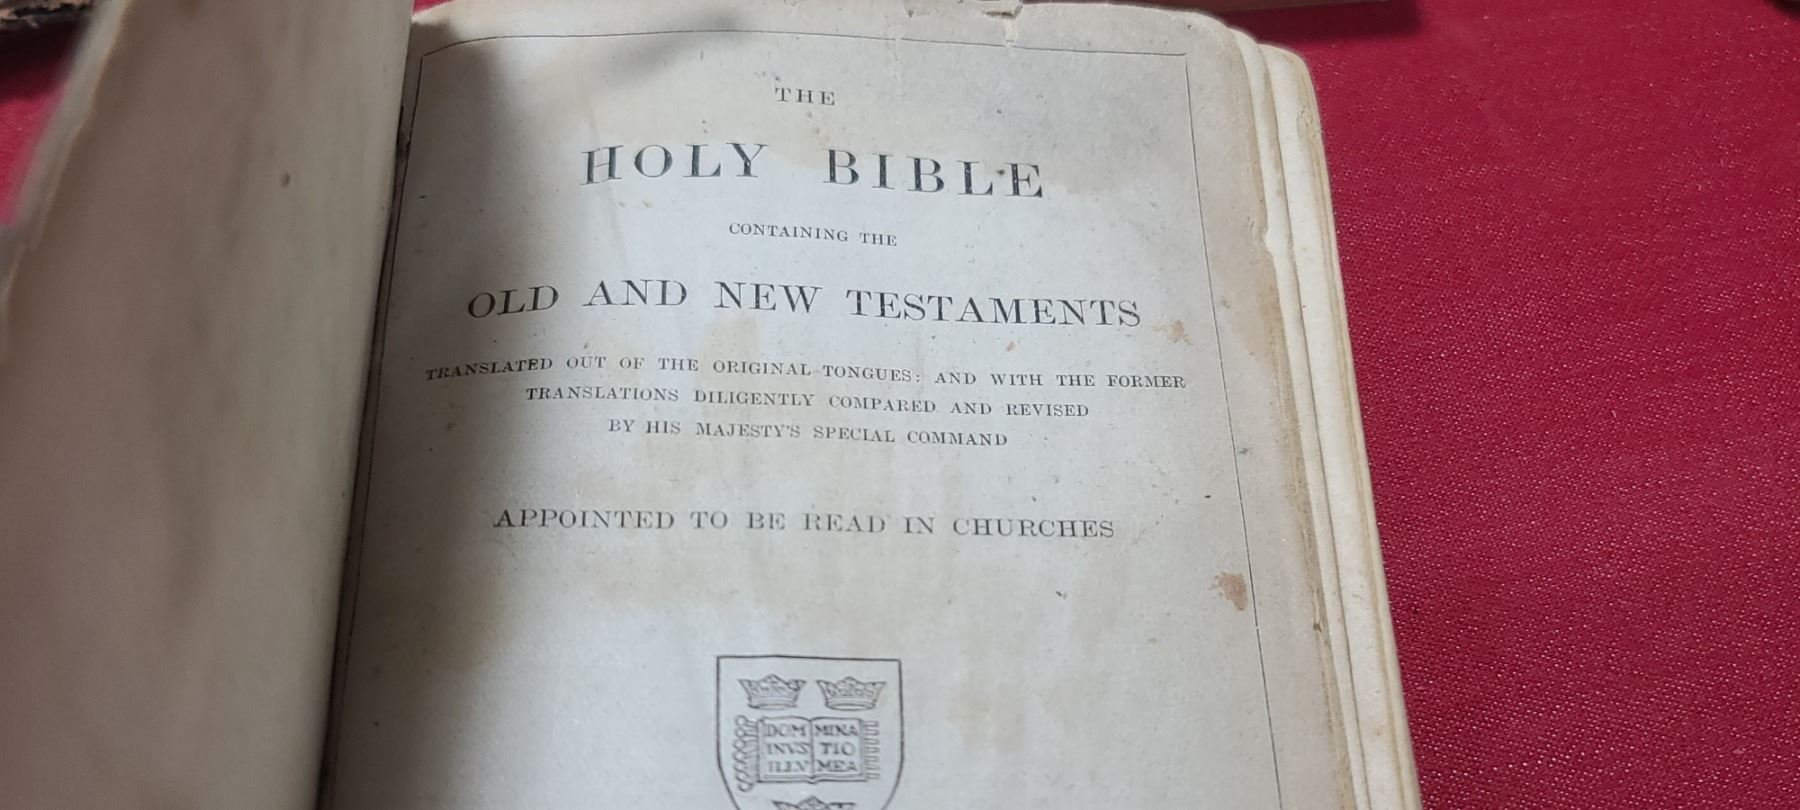 THE
HOLY BIBLE
CONTAINING THE
OLD AND NEW TESTAMENTS
TRANSLATED OUT OF THE ORIGINAL TONGUES: AND WITH THE FORMER
TRANSLATIONS DILIGENTLY COMPARED AND REVISED
BY HIS MAJESTY'S SPECIAL COMMAND
APPOINTED TO BE READ IN CHURCHES
DOM MINA
INVS TIO
ILLV MEA